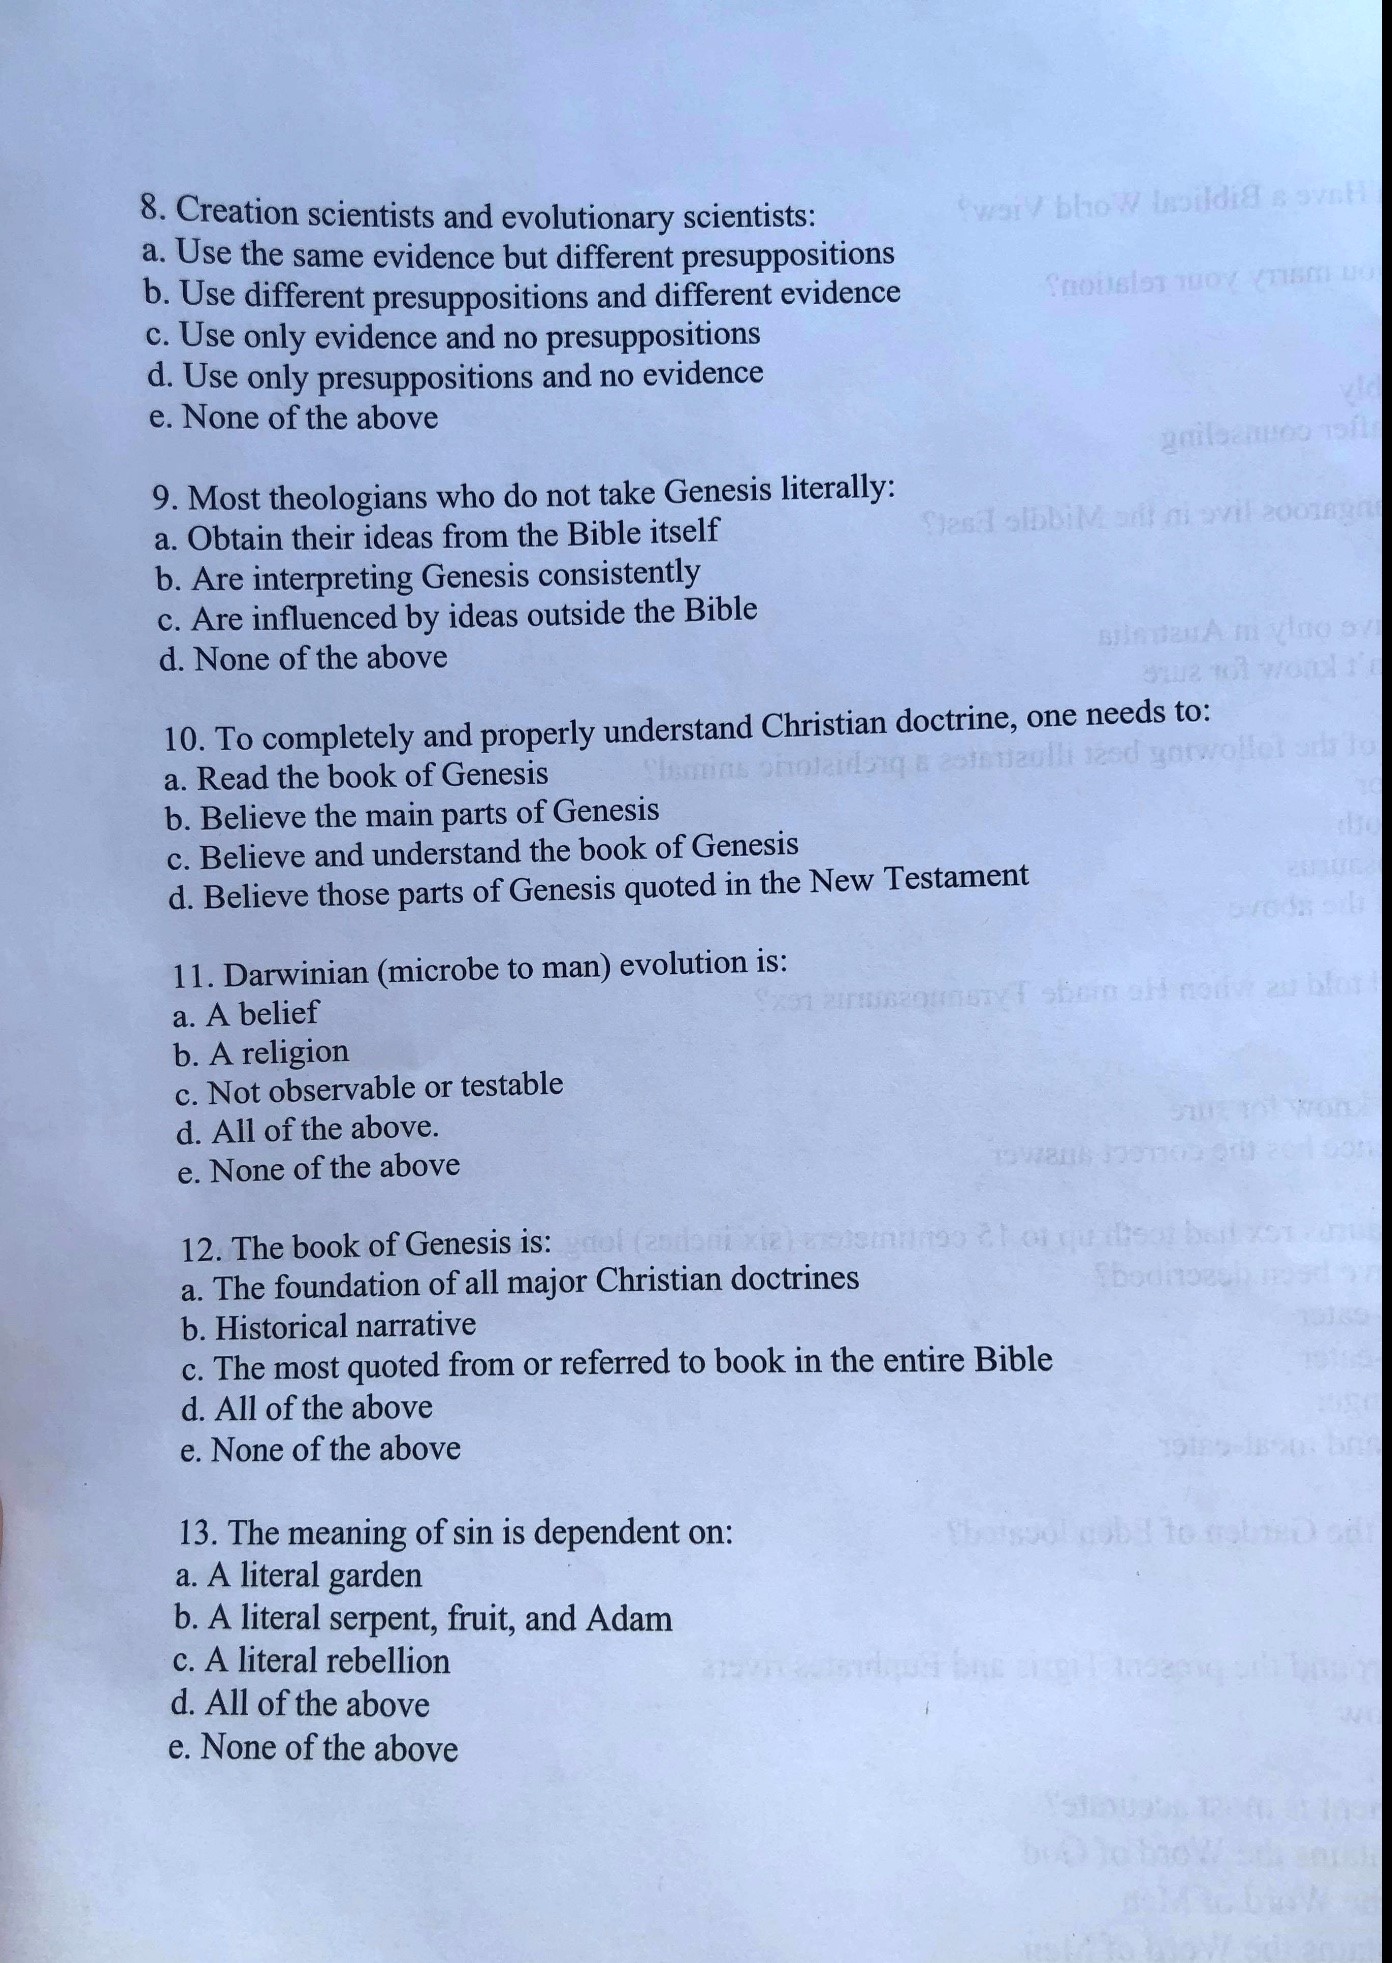 8. Creation scientists and evolutionary scientists:
a. Use the same evidence but different presuppositions
b. Use different presuppositions and different evidence
c. Use only evidence and no presuppositions
d. Use only presuppositions and no evidence
e. None of the above
9. Most theologians who do not take Genesis literally:
a. Obtain their ideas from the Bible itself
b. Are interpreting Genesis consistently
c. Are influenced by ideas outside the Bible
d. None of the above
10. To completely and properly understand Christian doctrine, one needs to:
a. Read the book of Genesis
b. Believe the main parts of Genesis
c. Believe and understand the book of Genesis
d. Believe those parts of Genesis quoted in the New Testament
11. Darwinian (microbe to man) evolution is:
a. A belief
b. A religion
c. Not observable or testable
d. All of the above.
e. None of the above
12. The book of Genesis is:
a. The foundation of all major Christian doctrines
b. Historical narrative
c. The most quoted from or referred to book in the entire Bible
d. All of the above
e. None of the above
13. The meaning of sin is dependent on:
a. A literal garden
b. A literal serpent, fruit, and Adam
c. A literal rebellion
d. All of the above
e. None of the above